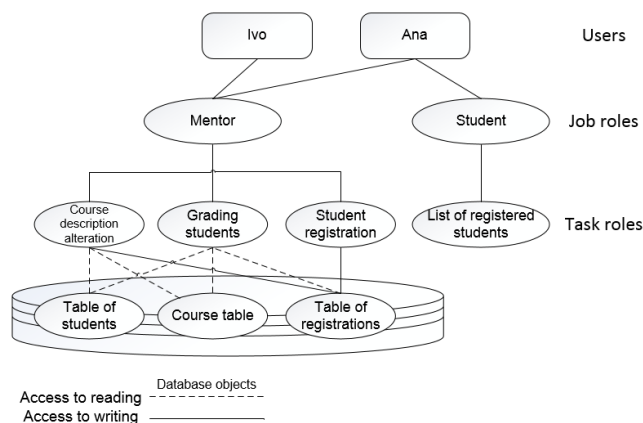 Ivo
Ana
Users
Mentor
Student
Job roles
Course
description
alteration
Grading
students
Student
registration
List of registered
students
Task roles
Table of
students
Course table
Table of
registrations
Database objects
Access to reading
Access to writing